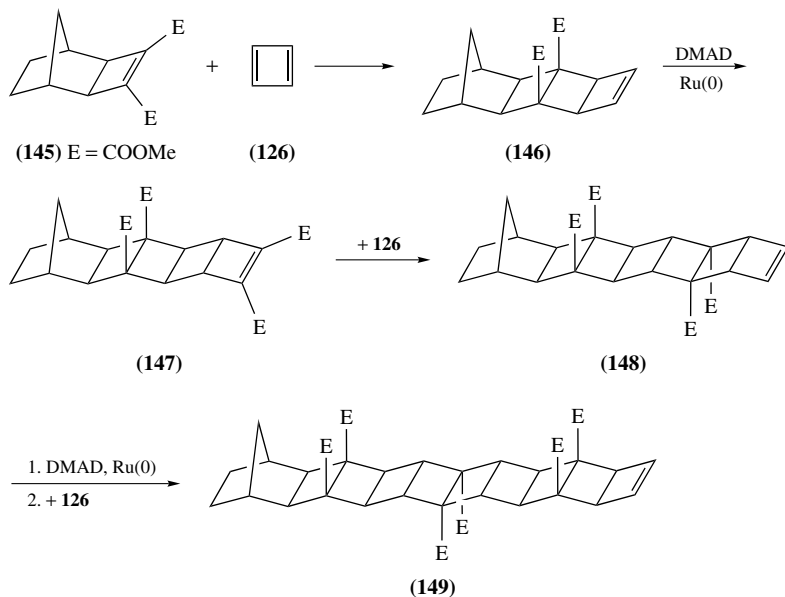 E
E
+
(145) E = COOMe
(126)
E
E
(146)
DMAD
Ru(0)
E
E
E
E
(147)
+ 126
E
E
E
E
(148)
1. DMAD, Ru(0)
2. + 126
E
E
E
E
E
E
(149)